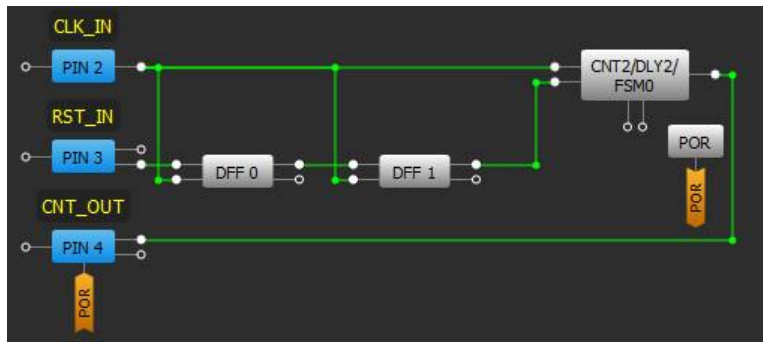 CLK_IN
PIN 2
CNT2/DLY2/
FSM0
RST_IN
PIN 3
DFF 0
DFF 1
POR
POR
CNT_OUT
PIN 4
POR